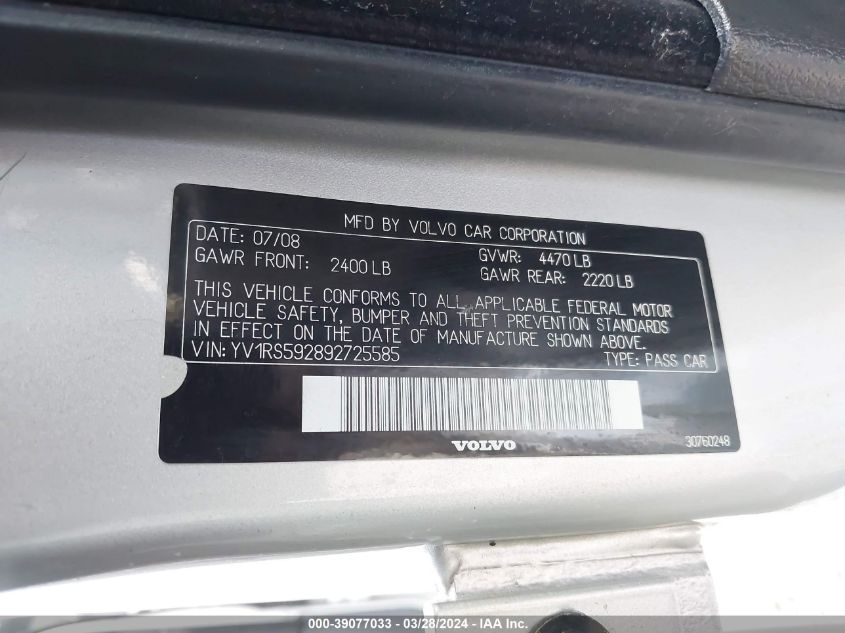 MFD BY VOLVO CAR CORPORATION
DATE: 07/08 GVWR: 4470 LB
GAWR FRONT: 2400 LB GAWR REAR: 2220 LB
THIS VEHICLE CONFORMS TO ALL APPLICABLE FEDERAL MOTOR
VEHICLE SAFETY, BUMPER AND THEFT PREVENTION STANDARDS
IN EFFECT ON THE DATE OF MANUFACTURE SHOWN ABOVE.
VIN: YV1RS592892725585 TYPE: PASS CAR
VOLVO 30760248
000-39077033 - 03/28/2024 - IAA Inc.